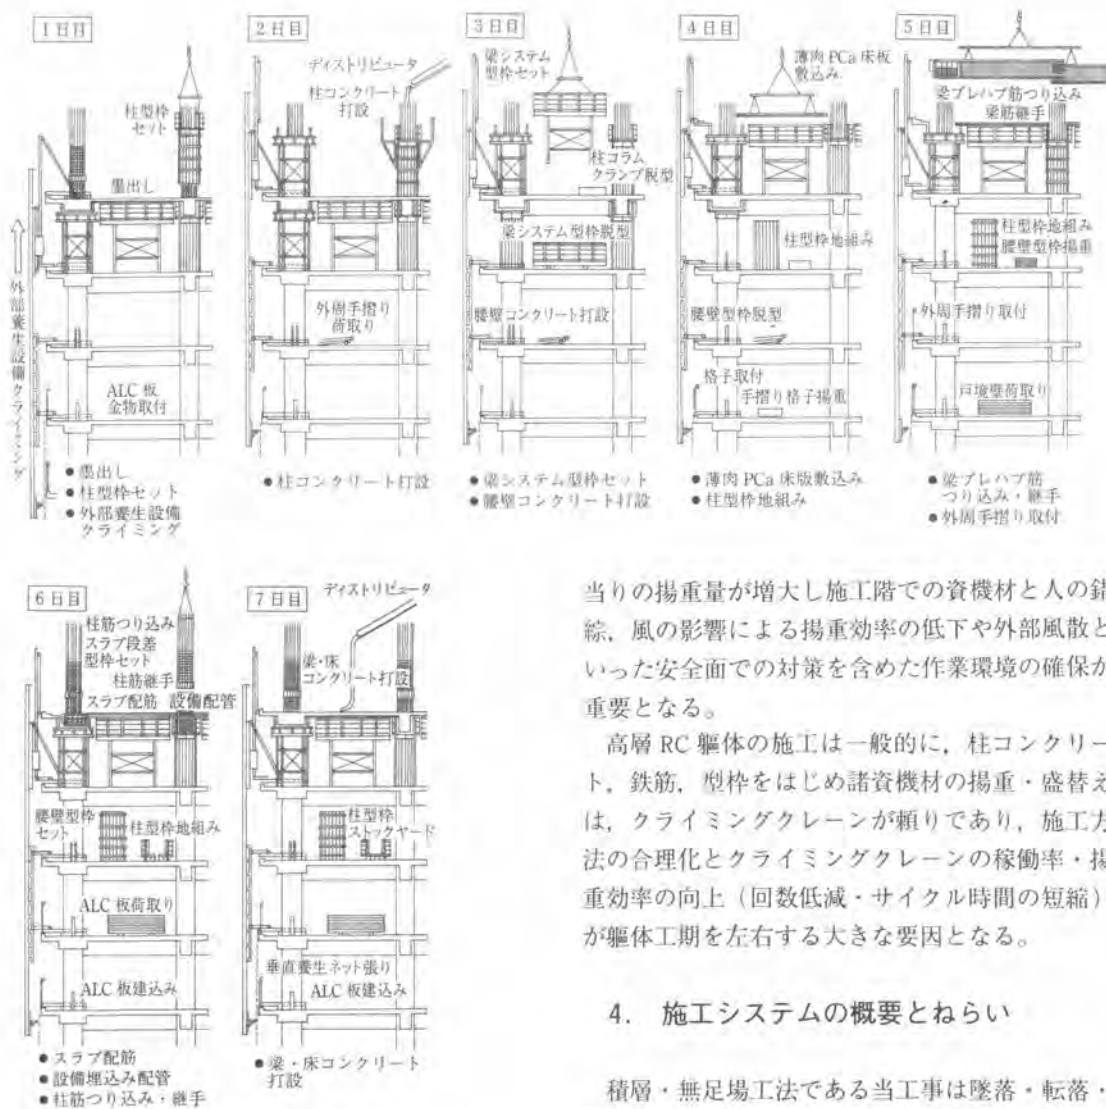 1日目
柱型枠
セット
墨出し
外部養生設備クライミング
ALC 板
金物取付
●墨出し
●柱型枠セット
●外部養生設備
クライミング
2日目
ディストリビュータ
柱コンクリート
打設
外周手摺り
荷取り
●柱コンクリート打設
3日目
梁システム
型枠セット
柱コラム
クランプ脱型
梁システム型枠脱型
腰壁コンクリート打設
●梁システム型枠セット
●腰壁コンクリート打設
4日目
薄肉 PCa 床板
敷込み
柱型枠地組み
腰壁型枠脱型
格子取付
手摺り格子揚重
●薄肉 PCa 床版敷込み
●柱型枠地組み
5日目
梁プレハブ筋つり込み
梁筋継手
柱型枠地組み
腰壁型枠揚重
外周手摺り取付
戸境壁荷取り
●梁プレハブ筋
つり込み・継手
●外周手摺り取付
6日目
柱筋つり込み
スラブ段差
型枠セット
柱筋継手
スラブ配筋 設備配管
腰壁型枠
セット
柱型枠地組み
ALC 板荷取り
ALC 板建込み
●スラブ配筋
●設備埋込み配管
●柱筋つり込み・継手
7日目
ディストリビュータ
梁・床
コンクリート打設
柱型枠
ストックヤード
垂直養生ネット張り
ALC 板建込み
●梁・床コンクリート
打設
当りの揚重量が増大し施工階での資機材と人の錯
綜，風の影響による揚重効率の低下や外部風散と
いった安全面での対策を含めた作業環境の確保が
重要となる。
高層 RC 躯体の施工は一般的に，柱コンクリー
ト，鉄筋，型枠をはじめ諸資機材の揚重・盛替え
は，クライミングクレーンが頼りであり，施工方
法の合理化とクライミングクレーンの稼働率・揚
重効率の向上（回数低減・サイクル時間の短縮）
が躯体工期を左右する大きな要因となる。
4. 施工システムの概要とねらい
積層・無足場工法である当工事は墜落・転落・